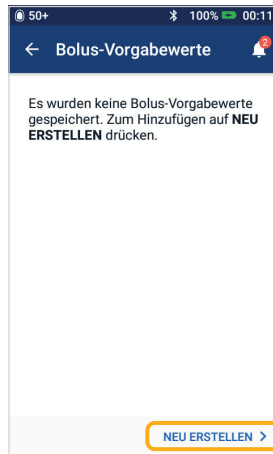 50+ 100% 00:11
Bolus-Vorgabewerte 2
Es wurden keine Bolus-Vorgabewerte
gespeichert. Zum Hinzufügen auf NEU
ERSTELLEN drücken.
NEU ERSTELLEN